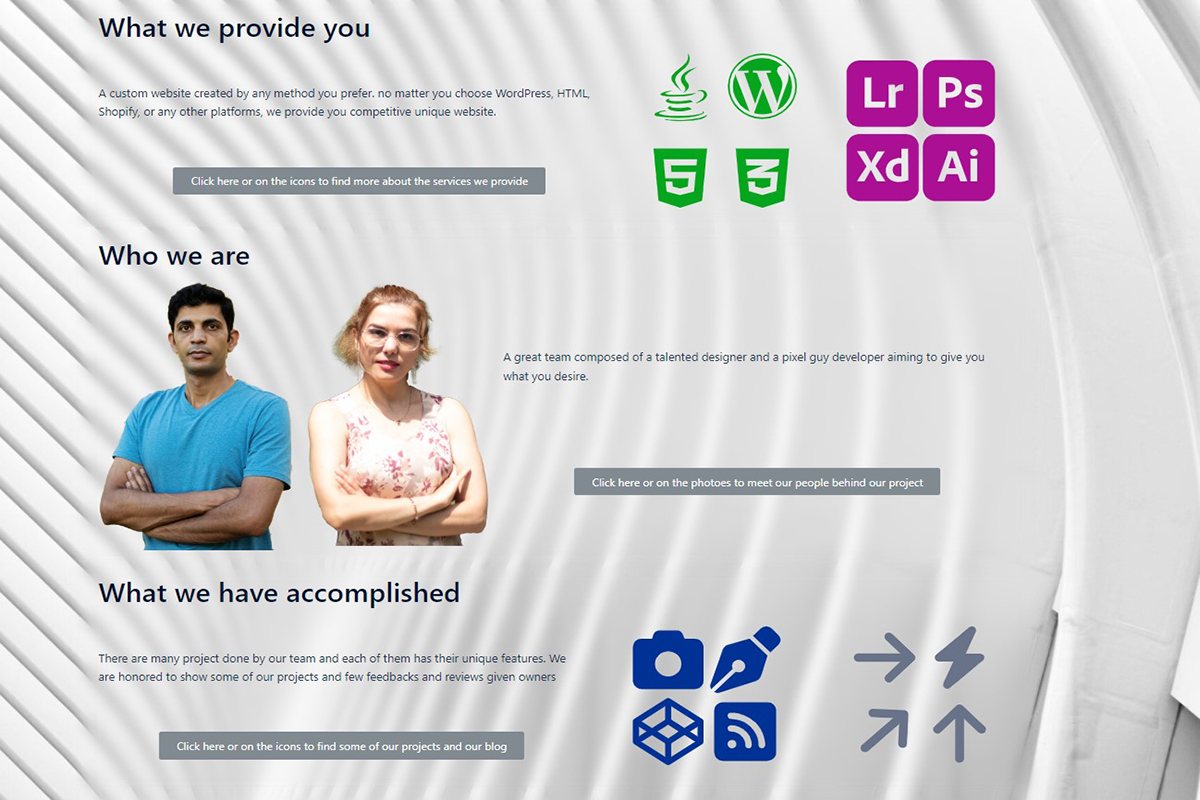 What we provide you
A custom website created by any method you prefer. no matter you choose WordPress, HTML,
Shopify, or any other platforms, we provide you competitive unique website.
Click here or on the icons to find more about the services we provide
W
5
3
Lr
Ps
Xd
Ai
Who we are
A great team composed of a talented designer and a pixel guy developer aiming to give you
what you desire.
Click here or on the photoes to meet our people behind our project
What we have accomplished
There are many project done by our team and each of them has their unique features. We
are honored to show some of our projects and few feedbacks and reviews given owners
Click here or on the icons to find some of our projects and our blog